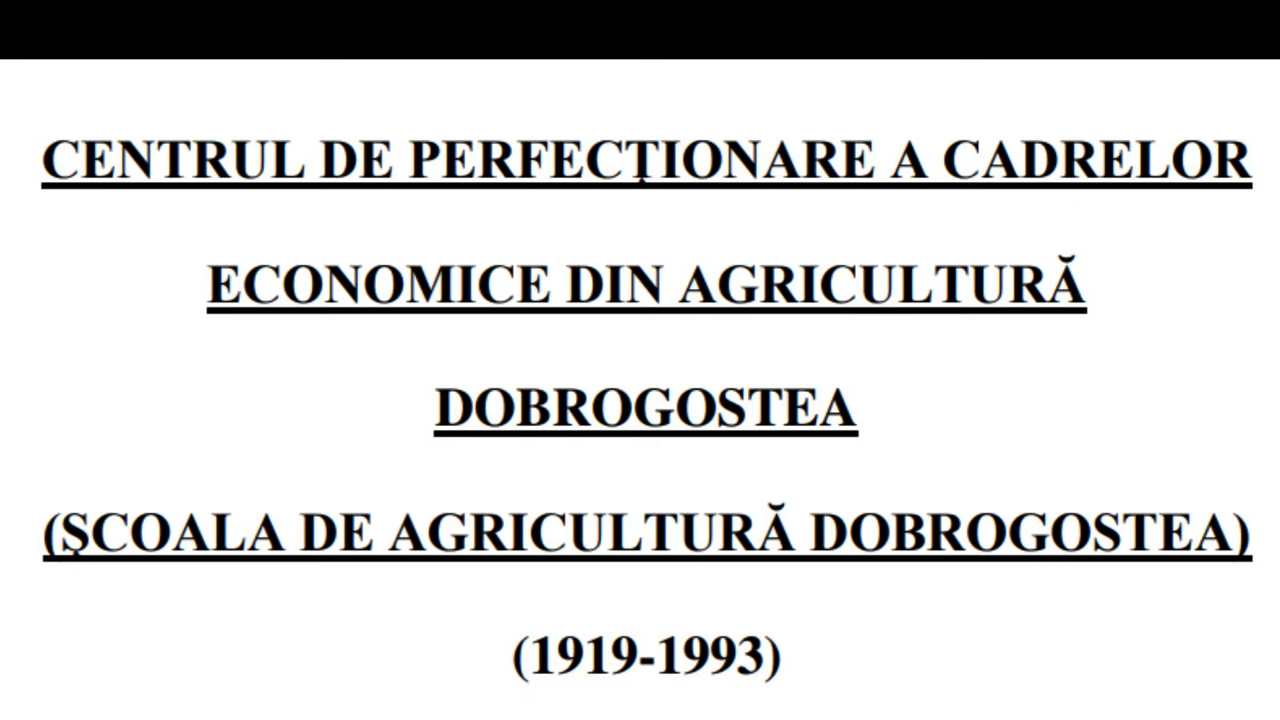 CENTRUL DE PERFECȚIONARE A CADRELOR
ECONOMICE DIN AGRICULTURĂ
DOBROGOSTEA
(ŞCOALA DE AGRICULTURĂ DOBROGOSTEA)
(1919-1993)